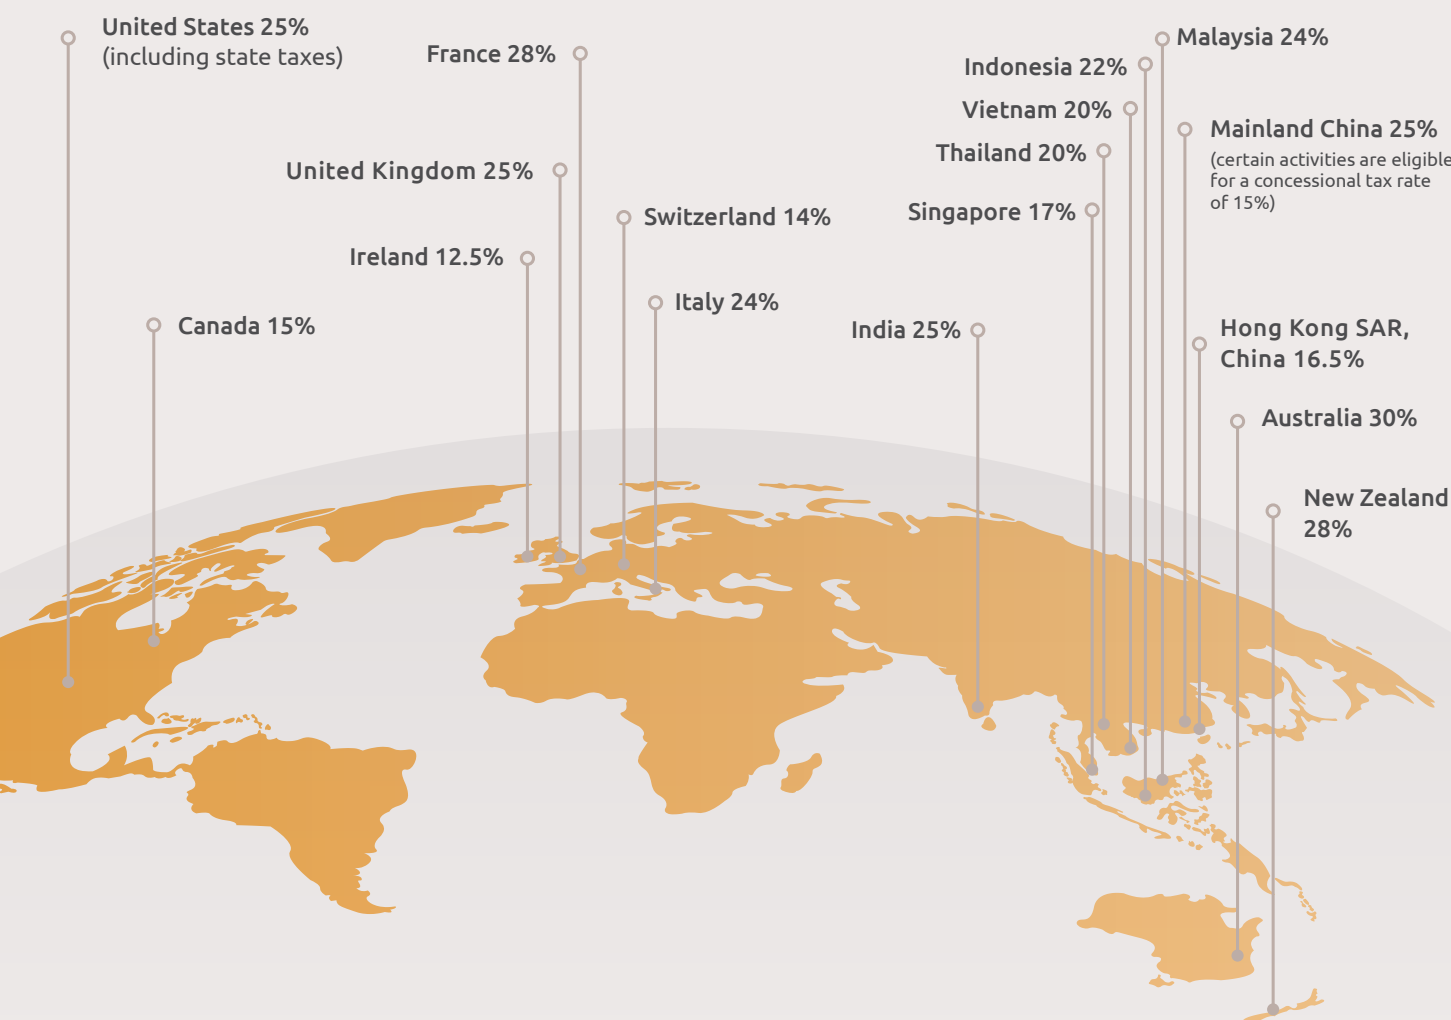 United States 25%
(including state taxes)
France 28%
Malaysia 24%
Indonesia 22%
Vietnam 20%
Mainland China 25%
(certain activities are eligible
for a concessional tax rate
of 15%)
Thailand 20%
United Kingdom 25%
Switzerland 14%
Singapore 17%
Ireland 12.5%
Italy 24%
Canada 15%
India 25%
Hong Kong SAR,
China 16.5%
Australia 30%
New Zealand
28%